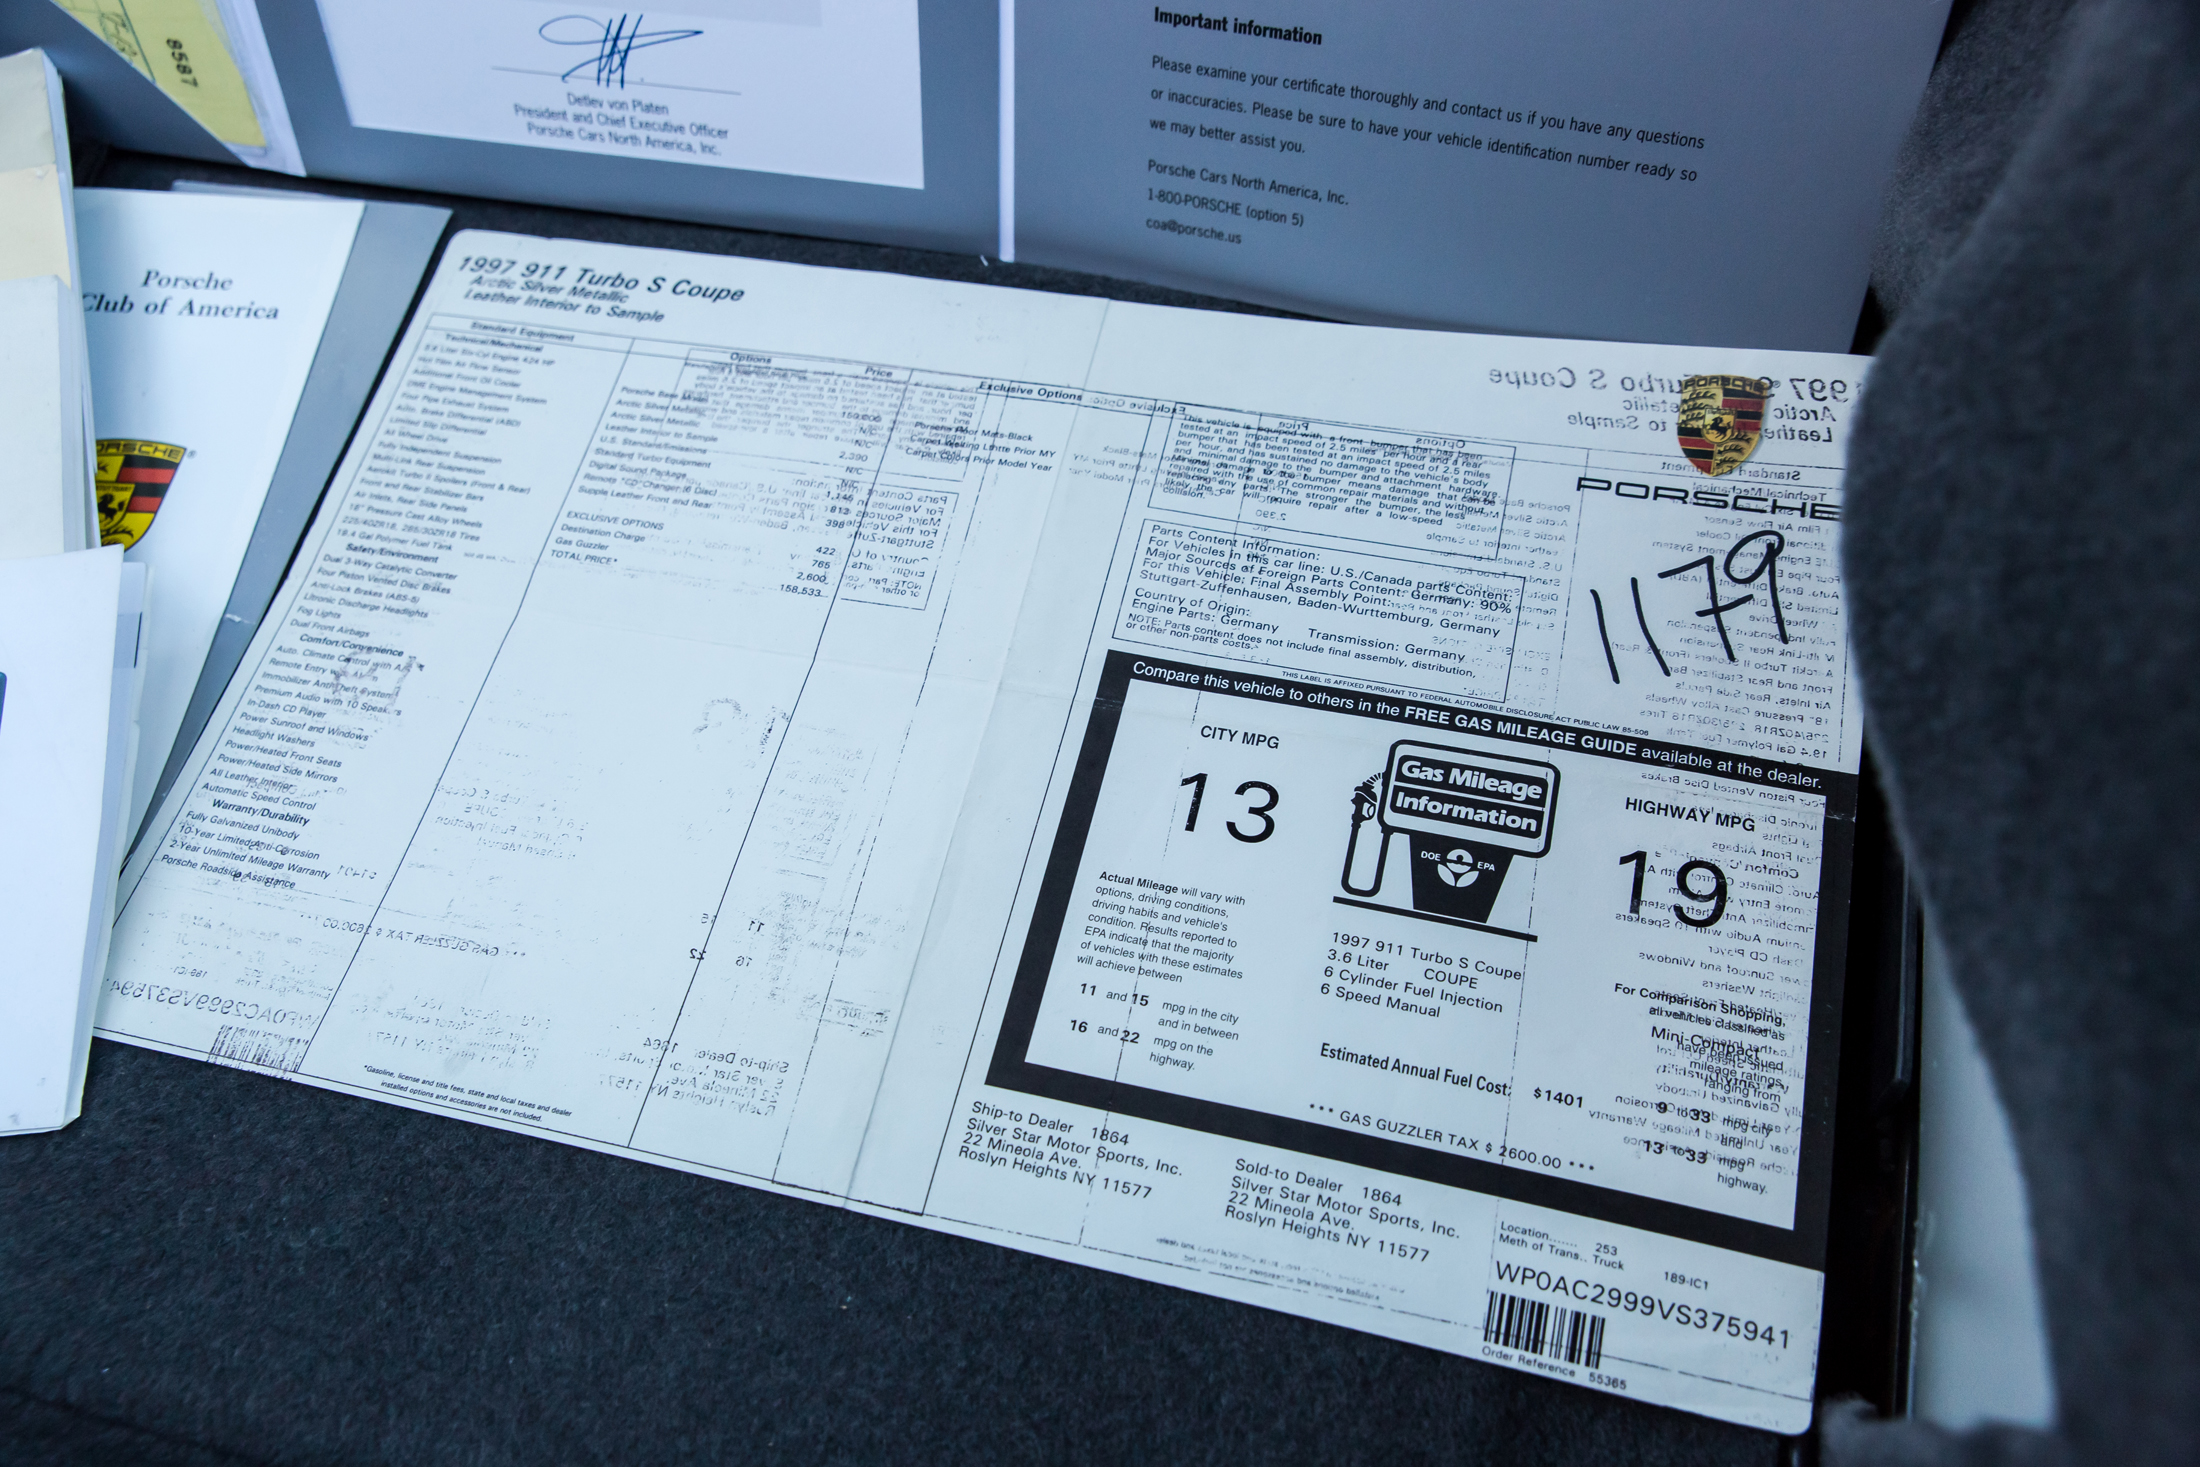 8587
Detlev von Platen
President and Chief Executive Officer
Porsche Cars North America, Inc.
Important information
Please examine your certificate thoroughly and contact us if you have any questions
or inaccuracies. Please be sure to have your vehicle identification number ready so
we may better assist you.
Porsche Cars North America, Inc.
1-800-PORSCHE (option 5)
coa@porsche.us
Porsche
Club of America
PORSCHE
1997 911 Turbo S Coupe
Arctic Silver Metallic
Leather Interior to Sample
Standard Equipment
Technical/Mechanical
3.6 Liter Six-Cyl Engine 424 HP
Hot Film Air Flow Sensor
Additional Front Oil Cooler
DME Engine Management System
Four Pipe Exhaust System
Auto. Brake Differential (ABD)
Limited Slip Differential
All Wheel Drive
Fully Independent Suspension
Multi-Link Rear Suspension
Aerokit Turbo II Spoilers (Front & Rear)
Front and Rear Stabilizer Bars
Air Inlets, Rear Side Panels
18" Pressure Cast Alloy Wheels
225/40ZR18, 285/30ZR18 Tires
19.4 Gal Polymer Fuel Tank
Safety/Environment
Dual 3-Way Catalytic Converter
Four Piston Vented Disc Brakes
Anti-Lock Brakes (ABS-5)
Litronic Discharge Headlights
Fog Lights
Dual Front Airbags
Comfort/Convenience
Auto. Climate Control with A/C
Remote Entry with Alarm
Immobilizer Anti-Theft System
Premium Audio with 10 Speakers
In-Dash CD Player
Power Sunroof and Windows
Headlight Washers
Power/Heated Front Seats
Power/Heated Side Mirrors
All Leather Interior
Automatic Speed Control
Warranty/Durability
Fully Galvanized Unibody
10-Year Limited Anti-Corrosion
2-Year Unlimited Mileage Warranty
Porsche Roadside Assistance
Options Price
Porsche Base Model 150,000
Arctic Silver Metallic N/C
Arctic Silver Metallic N/C
Leather Interior to Sample 2,390
U.S. Standard/Emissions N/C
Standard Turbo Equipment N/C
Digital Sound Package 1,146
Remote "CD" Changer (6 Disc) 813
Supple Leather Front and Rear 398
EXCLUSIVE OPTIONS 422
Destination Charge 765
Gas Guzzler 2,600
TOTAL PRICE* 158,533
*Gasoline, license and title fees, state and local taxes and dealer
installed options and accessories are not included.
Exclusive Options
Porsche Floor Mats-Black
Carpet Prior MY
Carpet Colors Prior Model Year
This vehicle is equipped with a front bumper that has been
tested at an impact speed of 2.5 miles per hour and a rear
bumper that has been tested at an impact speed of 2.5 miles
per hour, and has sustained no damage to the vehicle's body
and minimal damage to the bumper and attachment hardware.
Minimal damage to the bumper means damage that can be
repaired with the use of common repair materials and without
replacing any parts. The stronger the bumper, the less
likely the car will require repair after a low-speed
collision.
Parts Content Information:
For Vehicles in this car line: U.S./Canada parts Content:
Major Sources of Foreign Parts Content: Germany: 90%
For this Vehicle: Final Assembly Point:
Stuttgart-Zuffenhausen, Baden-Wurttemburg, Germany
Country of Origin:
Engine Parts: Germany Transmission: Germany
NOTE: Parts content does not include final assembly, distribution,
or other non-parts costs.
THIS LABEL IS AFFIXED PURSUANT TO FEDERAL AUTOMOBILE DISCLOSURE ACT PUBLIC LAW 85-506
PORSCHE
PORSCHE
1179
Compare this vehicle to others in the FREE GAS MILEAGE GUIDE available at the dealer.
CITY MPG
13
Gas Mileage
Information
DOE EPA
HIGHWAY MPG
19
Actual Mileage will vary with
options, driving conditions,
driving habits and vehicle's
condition. Results reported to
EPA indicate that the majority
of vehicles with these estimates
will achieve between
11 and 15 mpg in the city
and in between
16 and 22 mpg on the
highway.
1997 911 Turbo S Coupe
3.6 Liter COUPE
6 Cylinder Fuel Injection
6 Speed Manual
Estimated Annual Fuel Cost: $1401
*** GAS GUZZLER TAX $ 2600.00 ***
For Comparison Shopping,
all vehicles classified as
Mini-Compact
have been issued
mileage ratings
ranging from
9 to 33 mpg city
and
13 to 33 mpg
highway.
Ship-to Dealer 1864
Silver Star Motor Sports, Inc.
22 Mineola Ave.
Roslyn Heights NY 11577
Sold-to Dealer 1864
Silver Star Motor Sports, Inc.
22 Mineola Ave.
Roslyn Heights NY 11577
Location....... 253
Meth of Trans.. Truck
189-IC1
WP0AC2999VS375941
Order Reference 55365